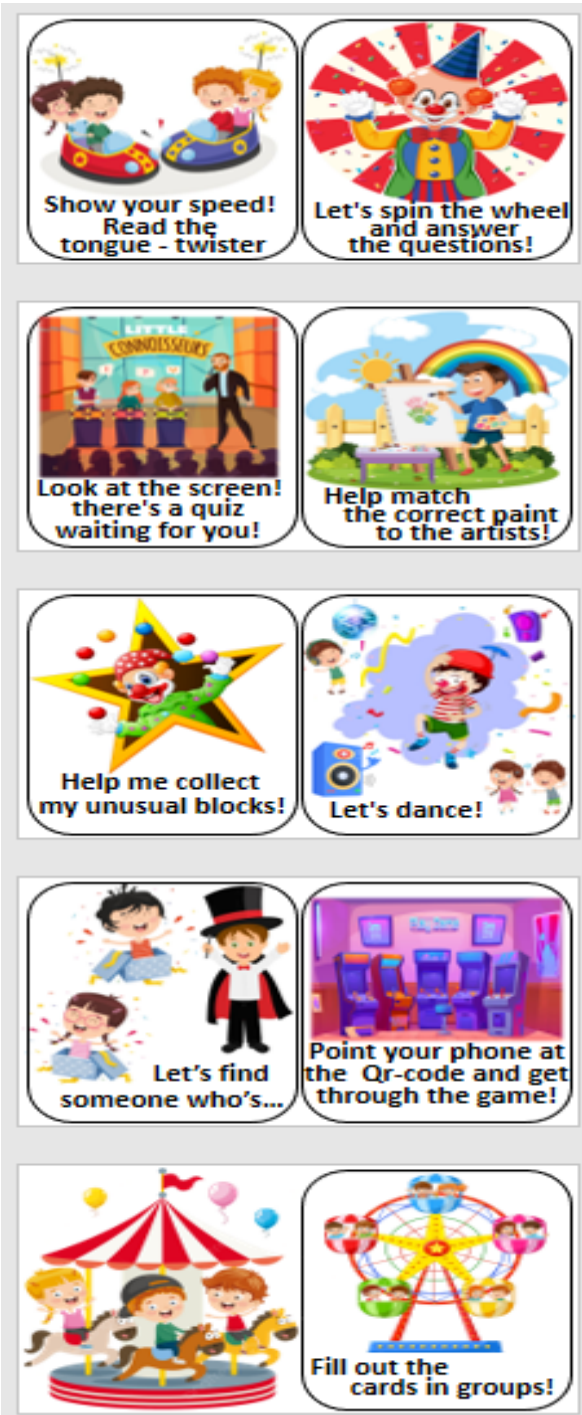 Show your speed!
Read the
tongue - twister
Let's spin the wheel
and answer
the questions!
LITTLE
CONNOISSEURS
? ? ?
Look at the screen!
there's a quiz
waiting for you!
Help match
the correct paint
to the artists!
Help me collect
my unusual blocks!
Let's dance!
Let's find
someone who's...
Point your phone at
the Qr-code and get
through the game!
Fill out the
cards in groups!